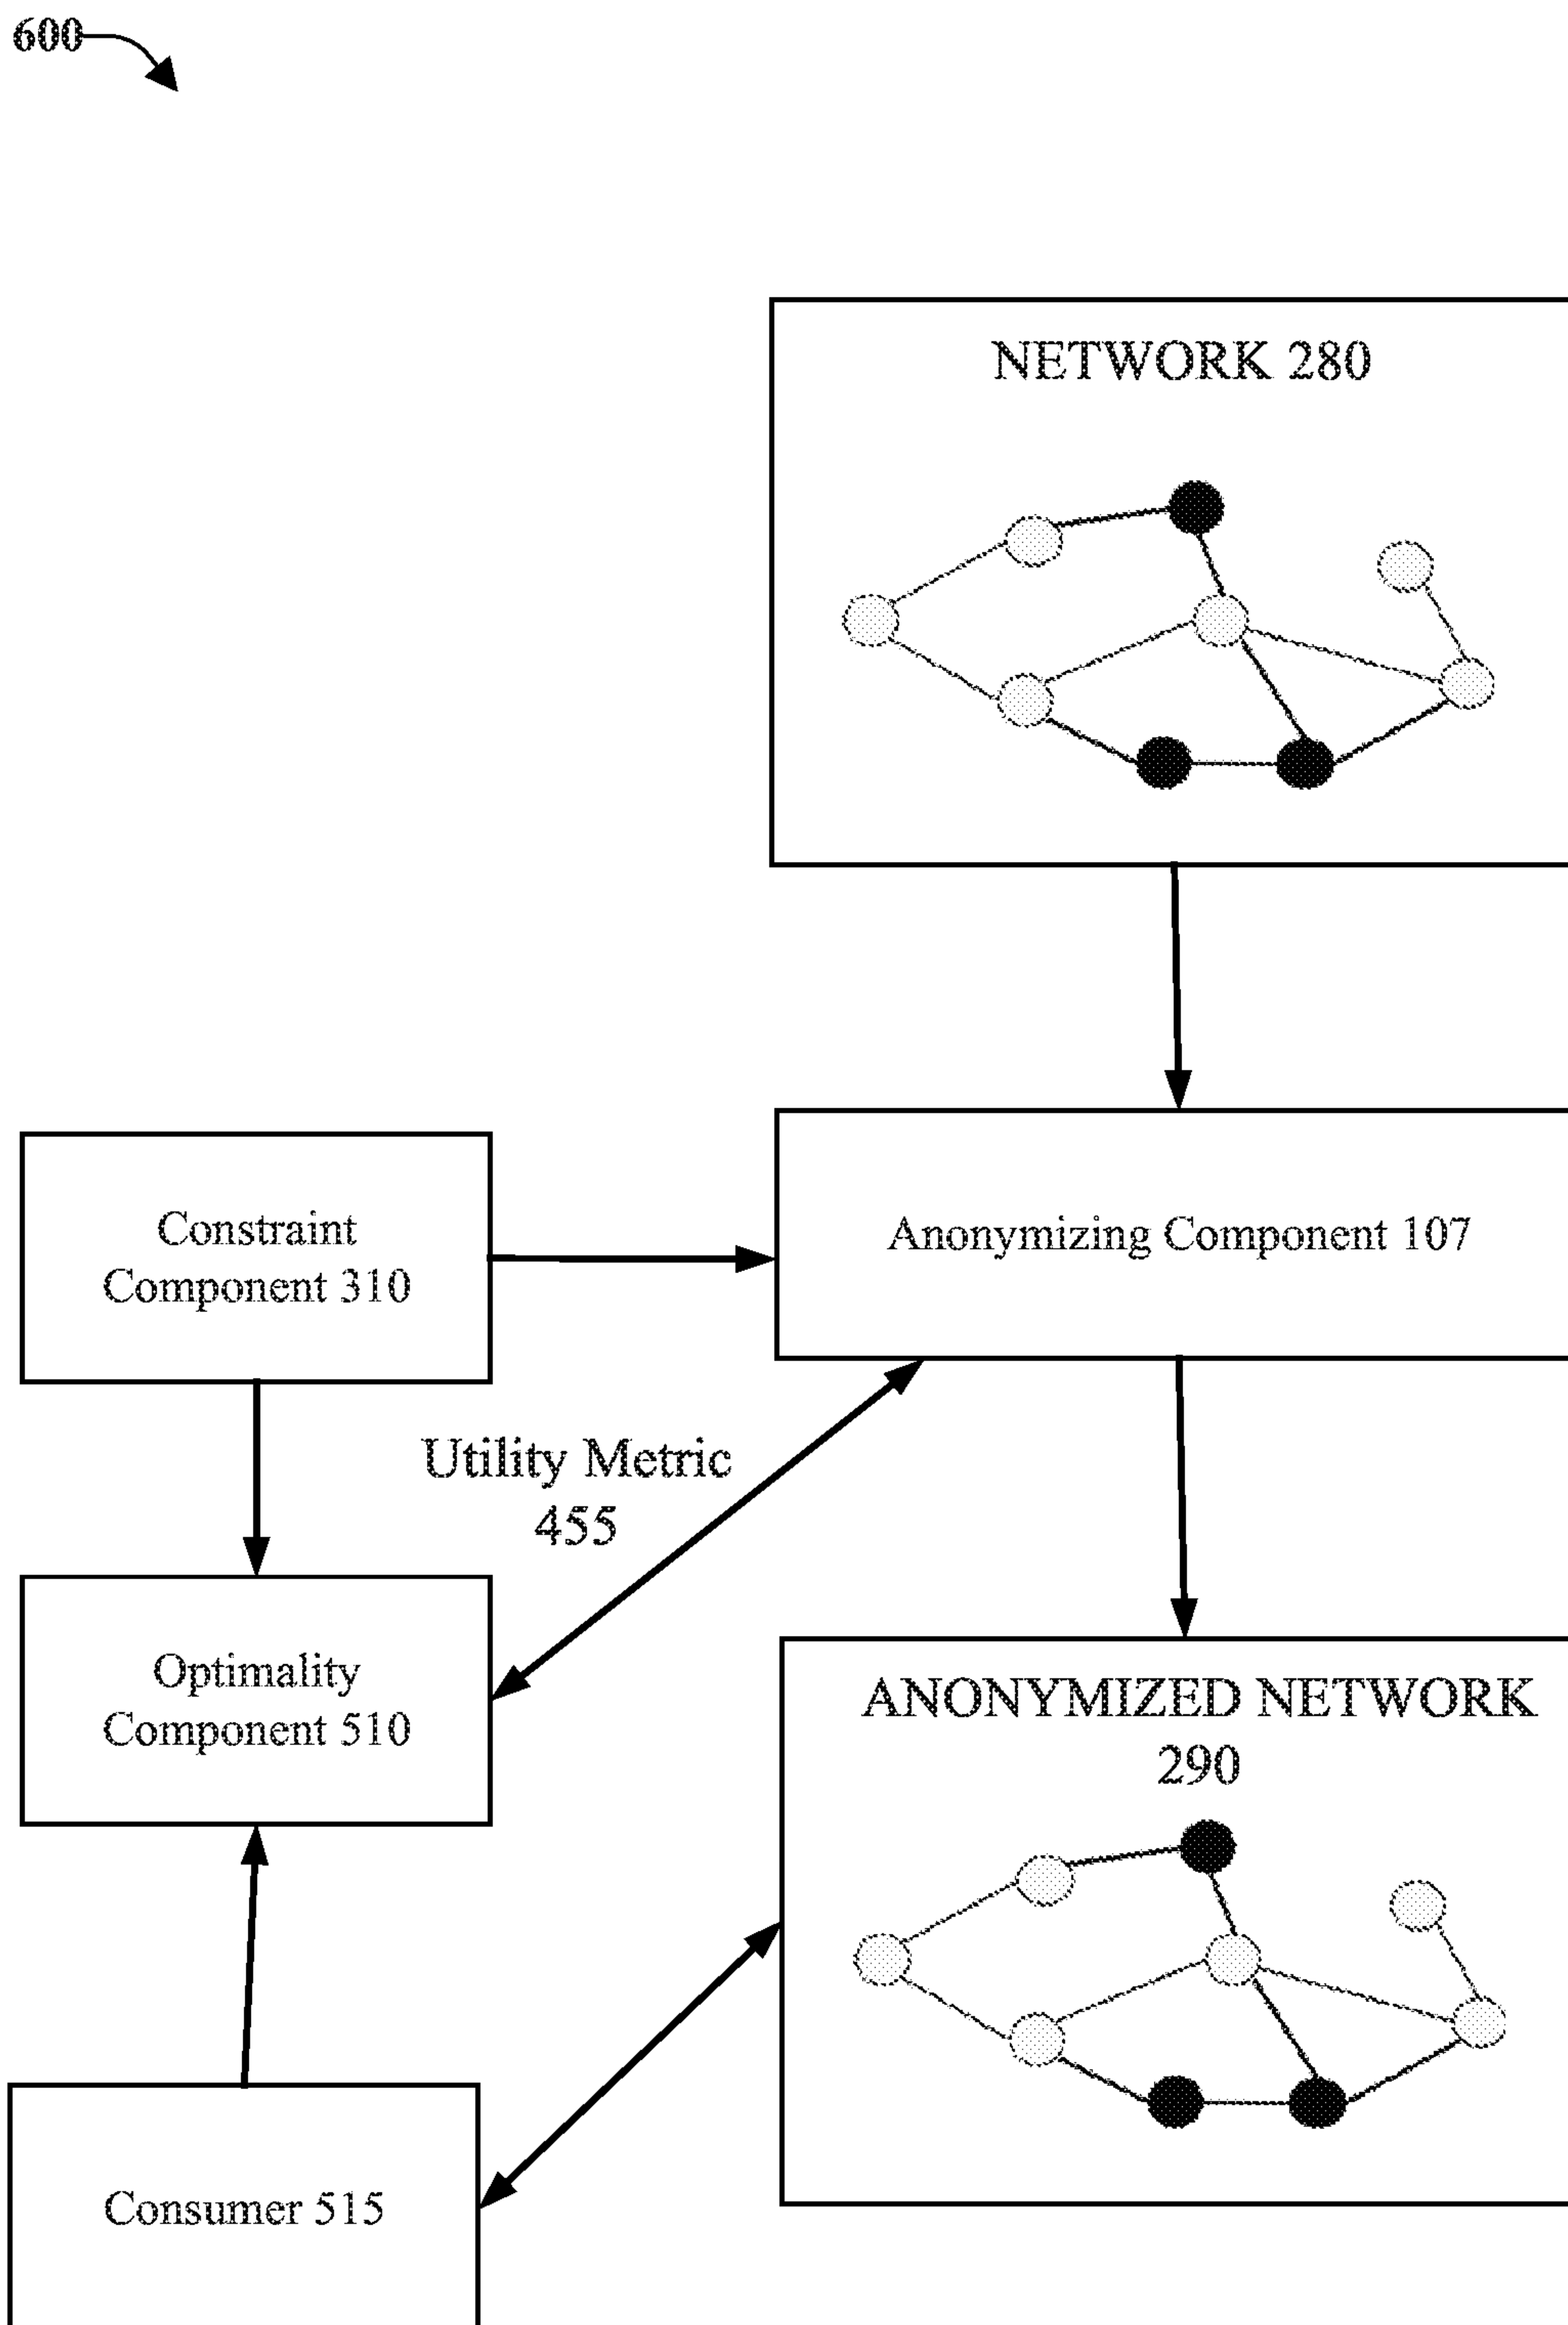 600
NETWORK 280
Constraint
Component 310
Anonymizing Component 107
Utility Metric
455
Optimality
Component 510
ANONYMIZED NETWORK
290
Consumer 515